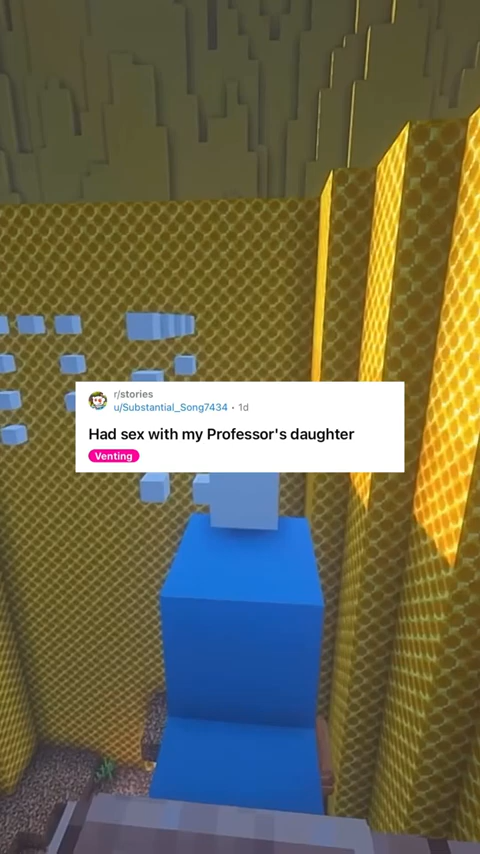 r/stories
u/Substantial_Song7434 • 1d
Had sex with my Professor's daughter
Venting